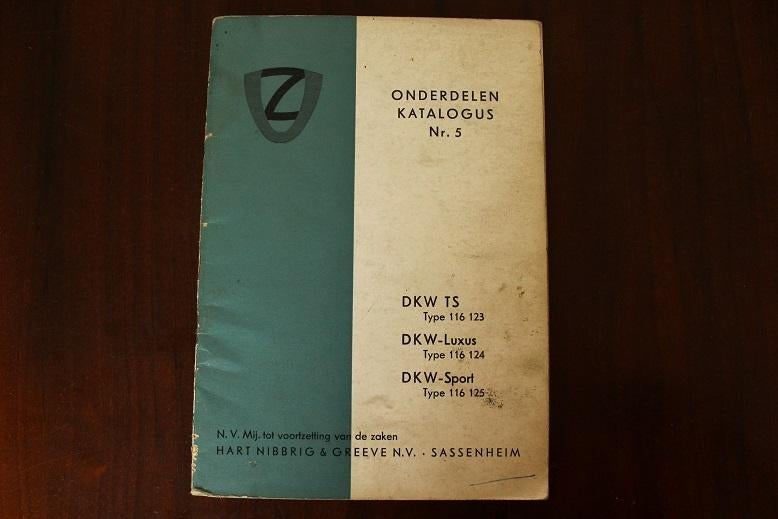 Z
ONDERDELEN
KATALOGUS
Nr. 5
DKW TS
Type 116 123
DKW-Luxus
Type 116 124
DKW-Sport
Type 116 125
N. V. Mij. tot voortzetting van de zaken
HART NIBBRIG & GREEVE N.V. · SASSENHEIM